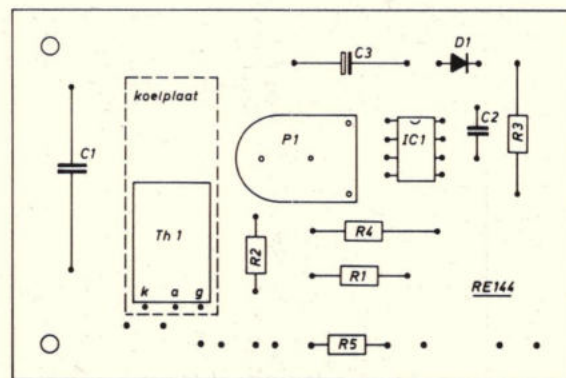 C3
D1
koelplaat
P1
IC1
C2
R3
C1
Th 1
R4
R2
R1
k a g
RE144
R5